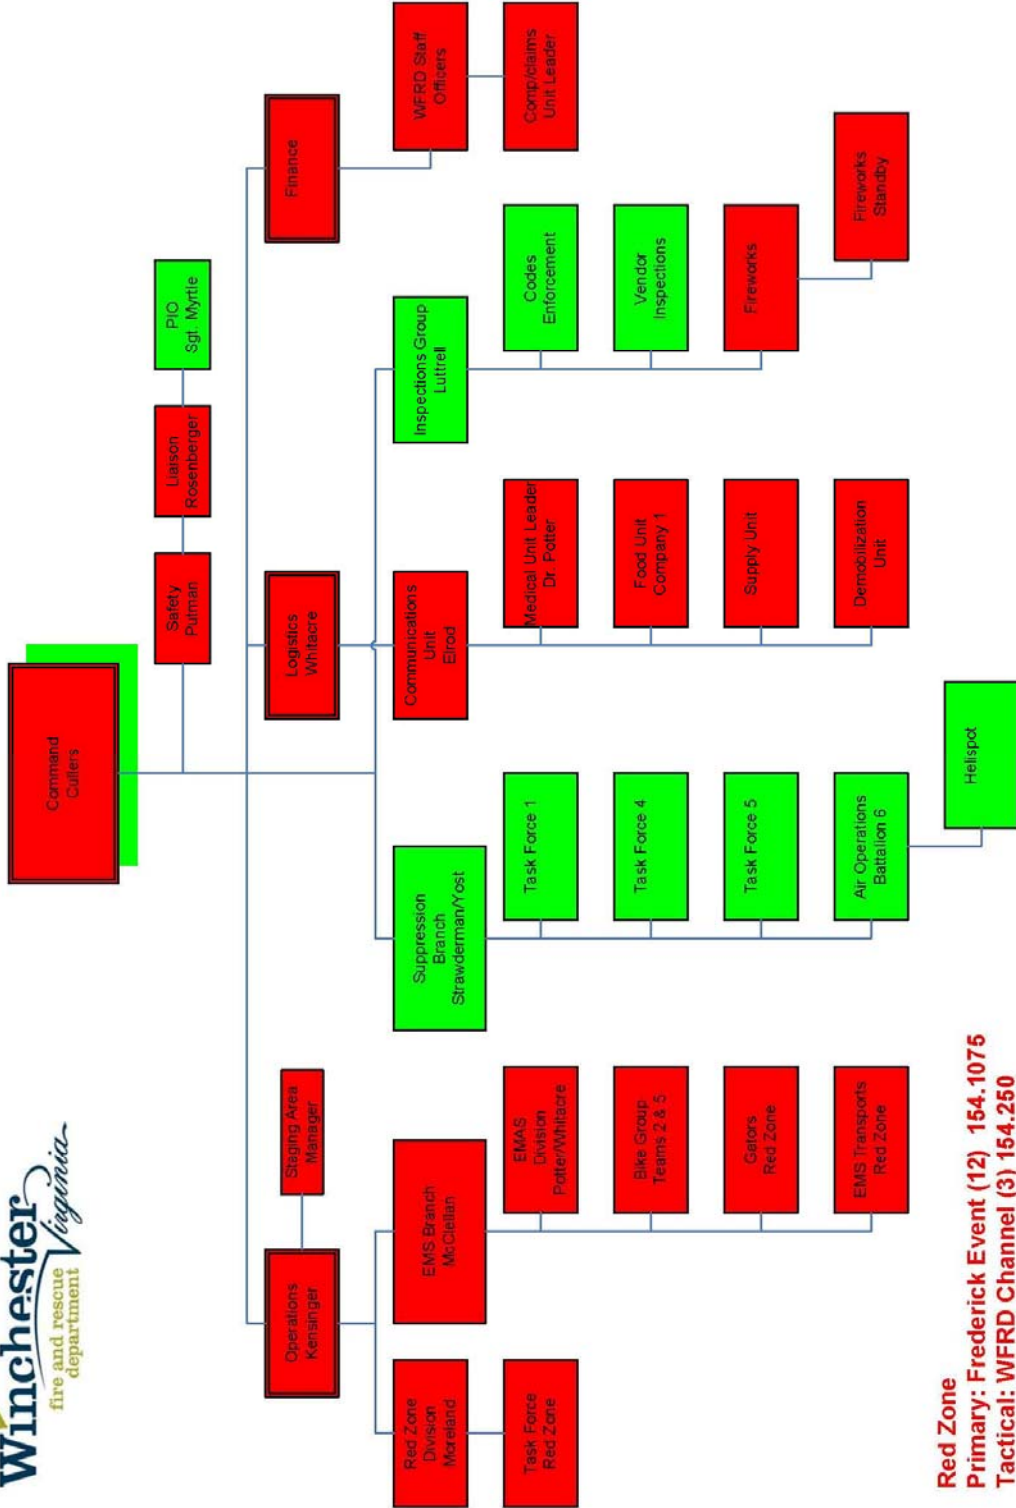 Winchester
Virginia
fire and rescue
department
Command
Cullers
Safety
Putman
Liaison
Rosenberger
PIO
Sgt. Myrtle
Operations
Kensinger
Staging Area
Manager
Logistics
Whitacre
Finance
Red Zone
Division
Moreland
Task Force
Red Zone
EMS Branch
McClellan
EMAS
Division
Potter/Whitacre
Bike Group
Teams 2 & 5
Gators
Red Zone
EMS Transports
Red Zone
Suppression
Branch
Strawderman/Yost
Task Force 1
Task Force 4
Task Force 5
Air Operations
Battalion 6
Helispot
Communications
Unit
Elrod
Medical Unit Leader
Dr. Potter
Food Unit
Company 1
Supply Unit
Demobilization
Unit
Inspections Group
Luttrell
Codes
Enforcement
Vendor
Inspections
Fireworks
Fireworks
Standby
WFRD Staff
Officers
Comp/claims
Unit Leader
Red Zone
Primary: Frederick Event (12) 154.1075
Tactical: WFRD Channel (3) 154.250